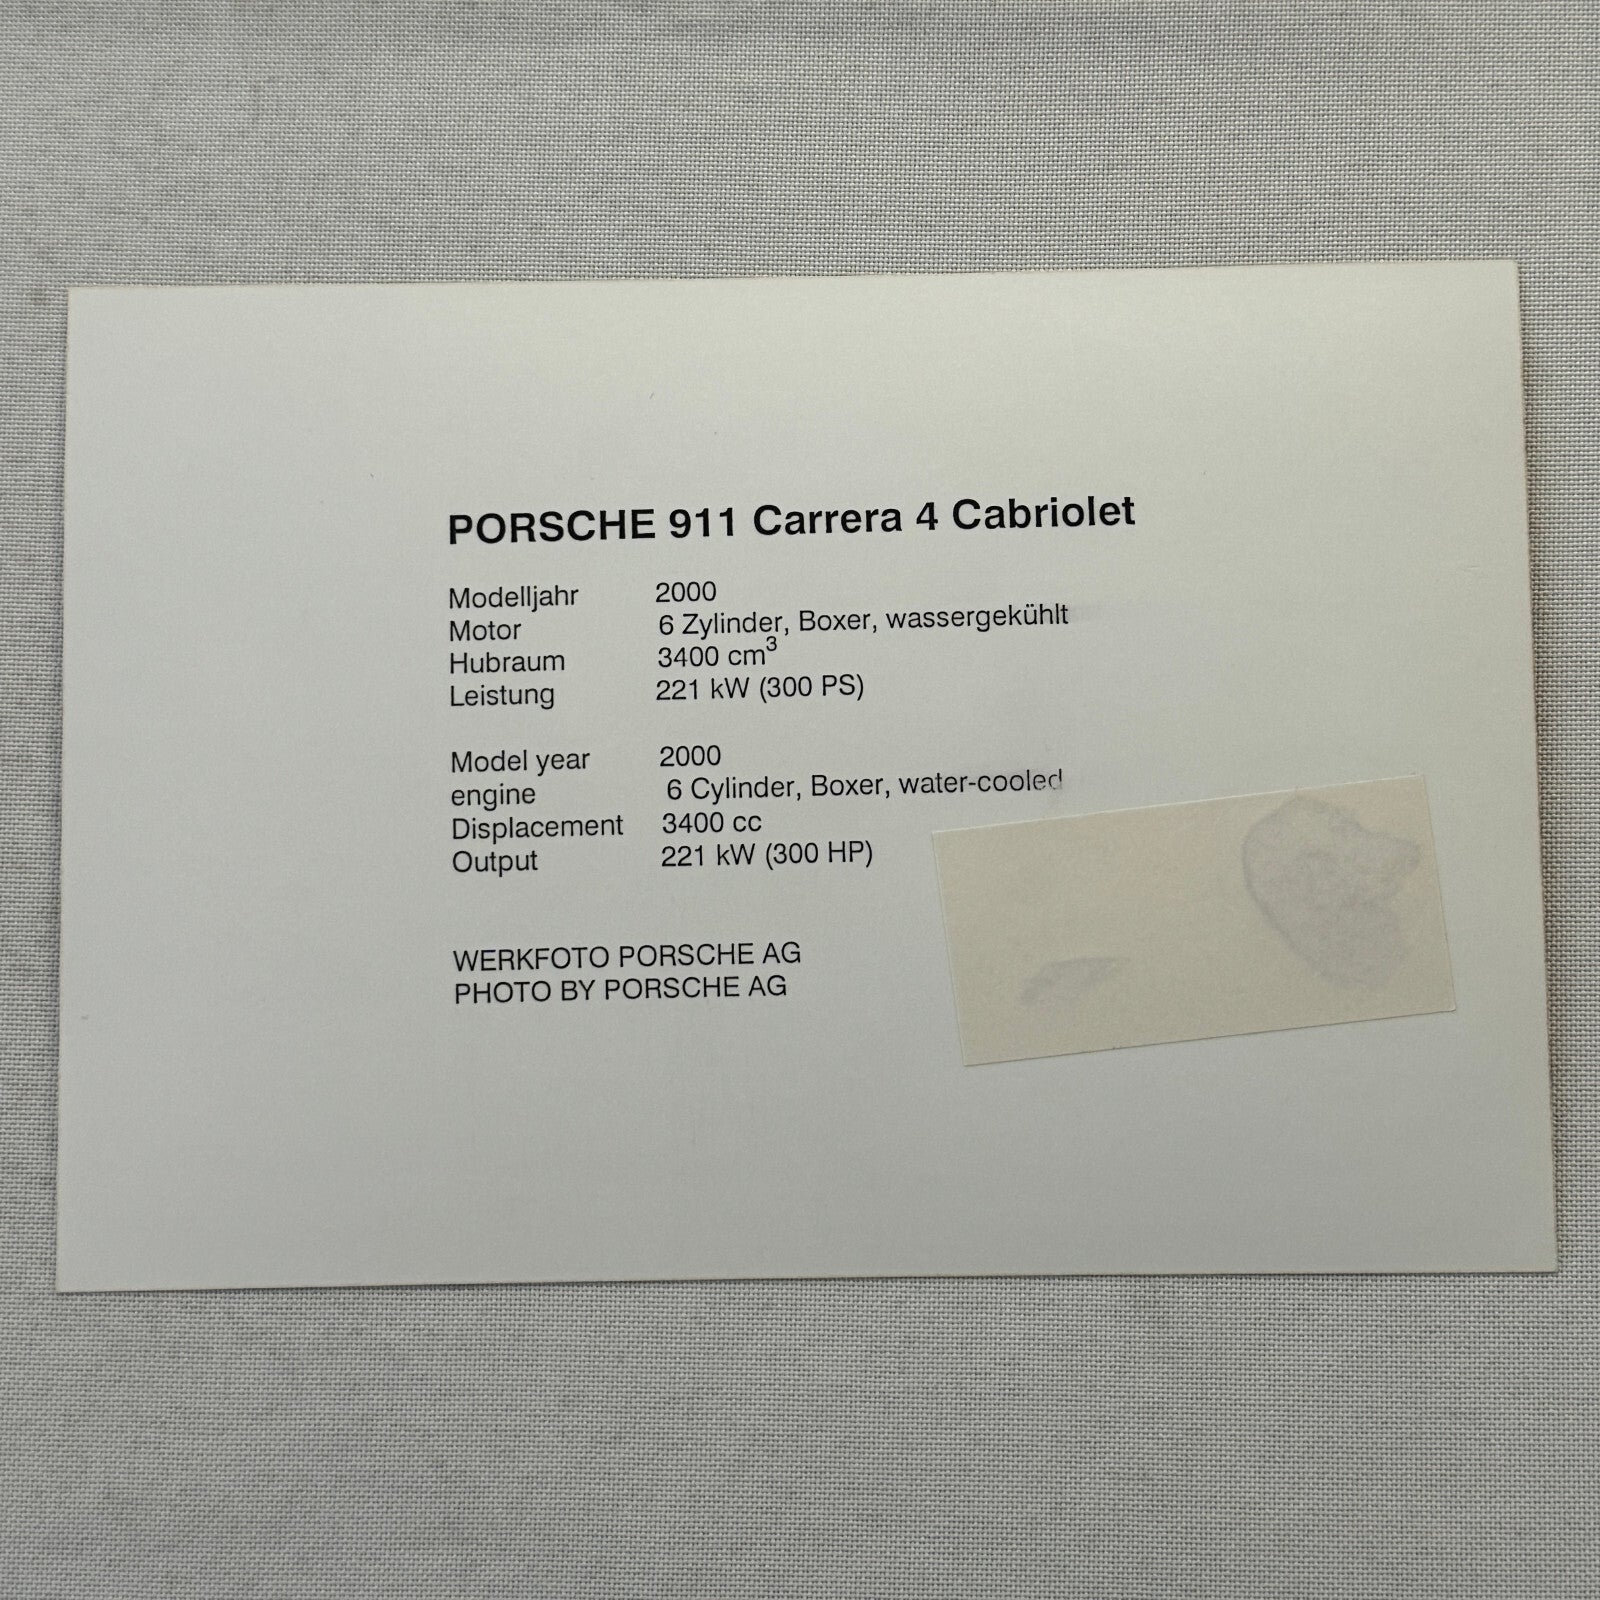 PORSCHE 911 Carrera 4 Cabriolet
Modelljahr 2000
Motor 6 Zylinder, Boxer, wassergekühlt
Hubraum 3400 cm³
Leistung 221 kW (300 PS)
Model year 2000
engine 6 Cylinder, Boxer, water-cooled
Displacement 3400 cc
Output 221 kW (300 HP)
WERKFOTO PORSCHE AG
PHOTO BY PORSCHE AG